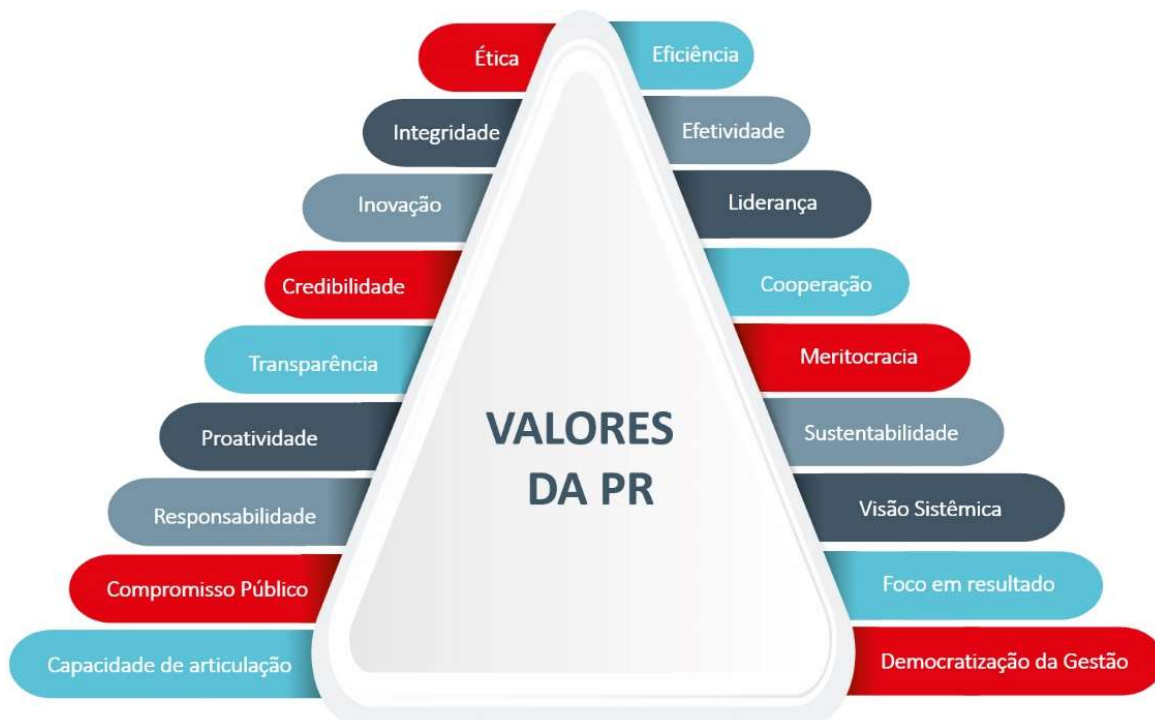 Ética
Eficiência
Integridade
Efetividade
Inovação
Liderança
Credibilidade
Cooperação
Transparência
Meritocracia
Proatividade
Sustentabilidade
Responsabilidade
Visão Sistêmica
Compromisso Público
Foco em resultado
Capacidade de articulação
Democratização da Gestão
VALORES
DA PR